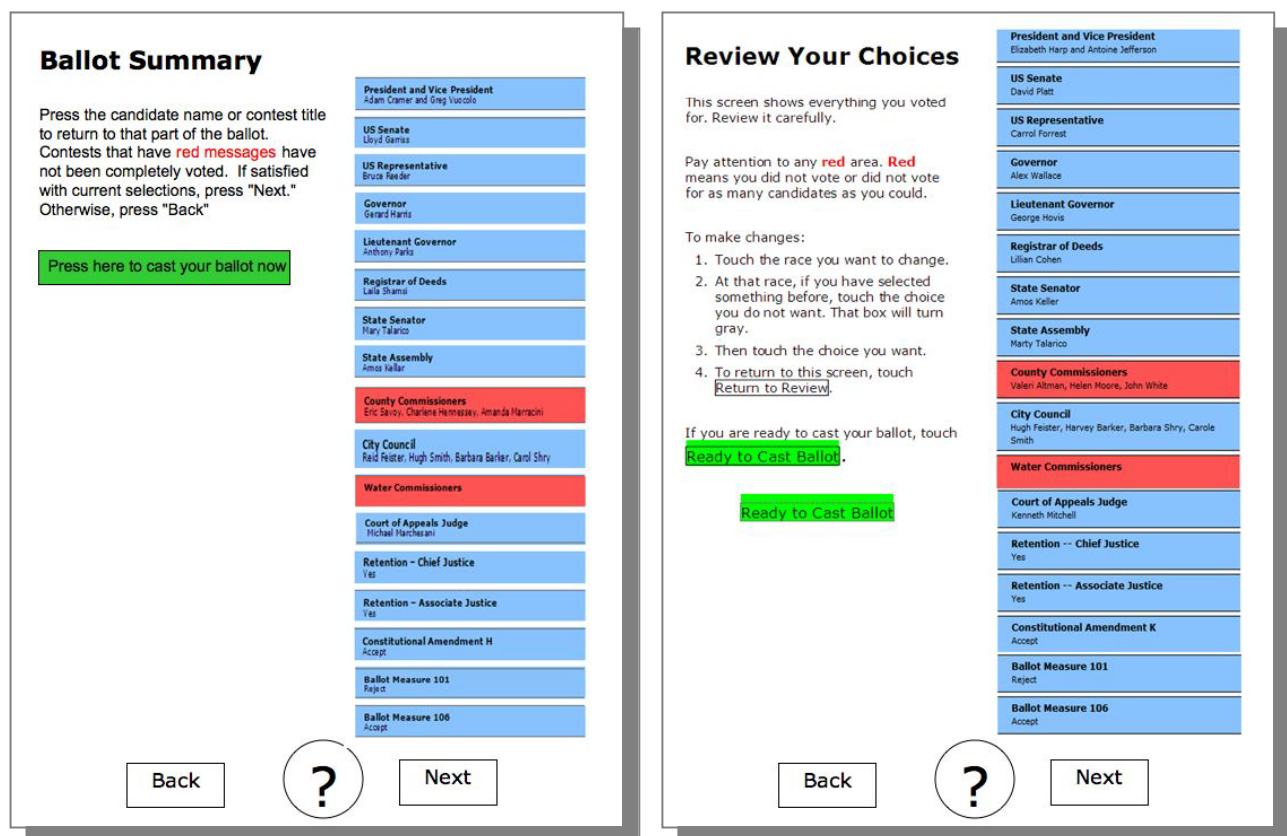 Ballot Summary
Press the candidate name or contest title
to return to that part of the ballot.
Contests that have red messages have
not been completely voted. If satisfied
with current selections, press "Next."
Otherwise, press "Back"
Press here to cast your ballot now
President and Vice President
Adam Cramer and Greg Vuocolo
US Senate
Lloyd Garriss
US Representative
Bruce Reeder
Governor
Gerard Harris
Lieutenant Governor
Anthony Parks
Registrar of Deeds
Laila Shamsi
State Senator
Mary Talarico
State Assembly
Amos Kellar
County Commissioners
Eric Savoy, Charlene Hennessey, Amanda Marracini
City Council
Reid Feister, Hugh Smith, Barbara Barker, Carol Shry
Water Commissioners
Court of Appeals Judge
Michael Marchesani
Retention – Chief Justice
Yes
Retention – Associate Justice
Yes
Constitutional Amendment H
Accept
Ballot Measure 101
Reject
Ballot Measure 106
Accept
Back
?
Next
Review Your Choices
This screen shows everything you voted
for. Review it carefully.
Pay attention to any red area. Red
means you did not vote or did not vote
for as many candidates as you could.
To make changes:
1. Touch the race you want to change.
2. At that race, if you have selected
something before, touch the choice
you do not want. That box will turn
gray.
3. Then touch the choice you want.
4. To return to this screen, touch
Return to Review.
If you are ready to cast your ballot, touch
Ready to Cast Ballot.
Ready to Cast Ballot
President and Vice President
Elizabeth Harp and Antoine Jefferson
US Senate
David Platt
US Representative
Carrol Forrest
Governor
Alex Wallace
Lieutenant Governor
George Hovis
Registrar of Deeds
Lillian Cohen
State Senator
Amos Keller
State Assembly
Marty Talarico
County Commissioners
Valeri Altman, Helen Moore, John White
City Council
Hugh Feister, Harvey Barker, Barbara Shry, Carole
Smith
Water Commissioners
Court of Appeals Judge
Kenneth Mitchell
Retention -- Chief Justice
Yes
Retention -- Associate Justice
Yes
Constitutional Amendment K
Accept
Ballot Measure 101
Reject
Ballot Measure 106
Accept
Back
?
Next